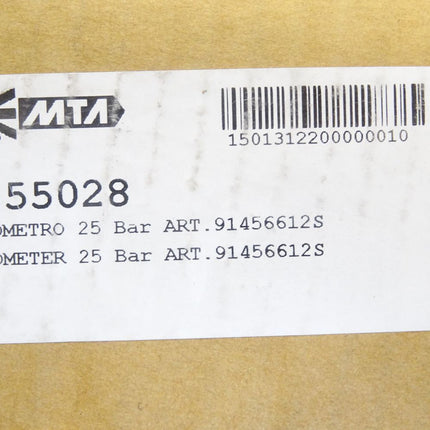 MTA
1501312200000010
55028
OMETRO 25 Bar ART.91456612S
OMETER 25 Bar ART.91456612S